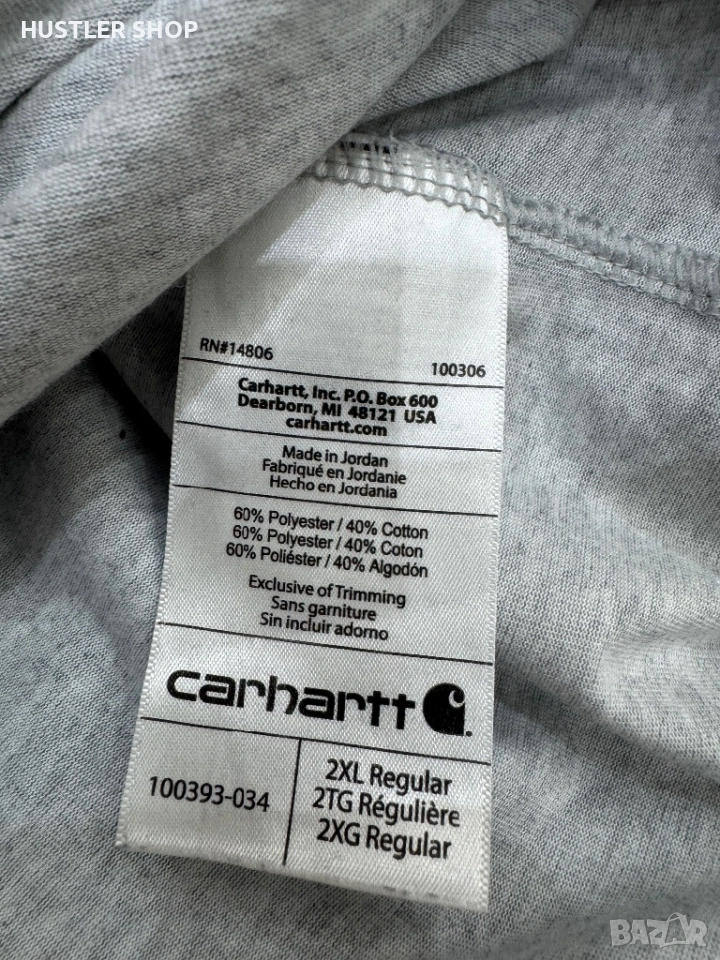 HUSTLER SHOP
RN#14806 100306
Carhartt, Inc. P.O. Box 600
Dearborn, MI 48121 USA
carhartt.com
Made in Jordan
Fabriqué en Jordanie
Hecho en Jordania
60% Polyester / 40% Cotton
60% Polyester / 40% Coton
60% Poliéster / 40% Algodón
Exclusive of Trimming
Sans garniture
Sin incluir adorno
carhartt
100393-034
2XL Regular
2TG Régulière
2XG Regular
BAZAR